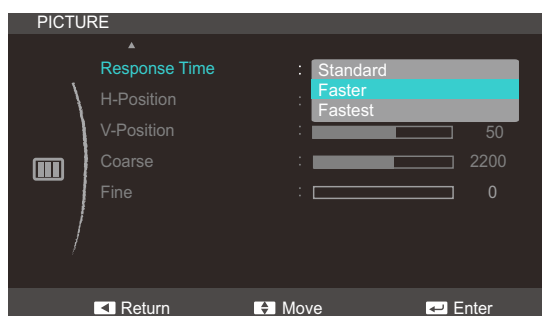 PICTURE
Response Time : Standard
Faster
H-Position :
Fastest
V-Position : 50
Coarse : 2200
Fine : 0
Return Move Enter